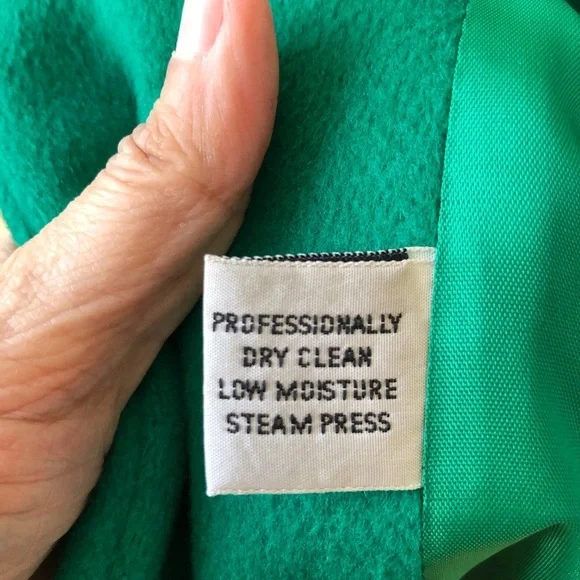 PROFESSIONALLY
DRY CLEAN
LOW MOISTURE
STEAM PRESS